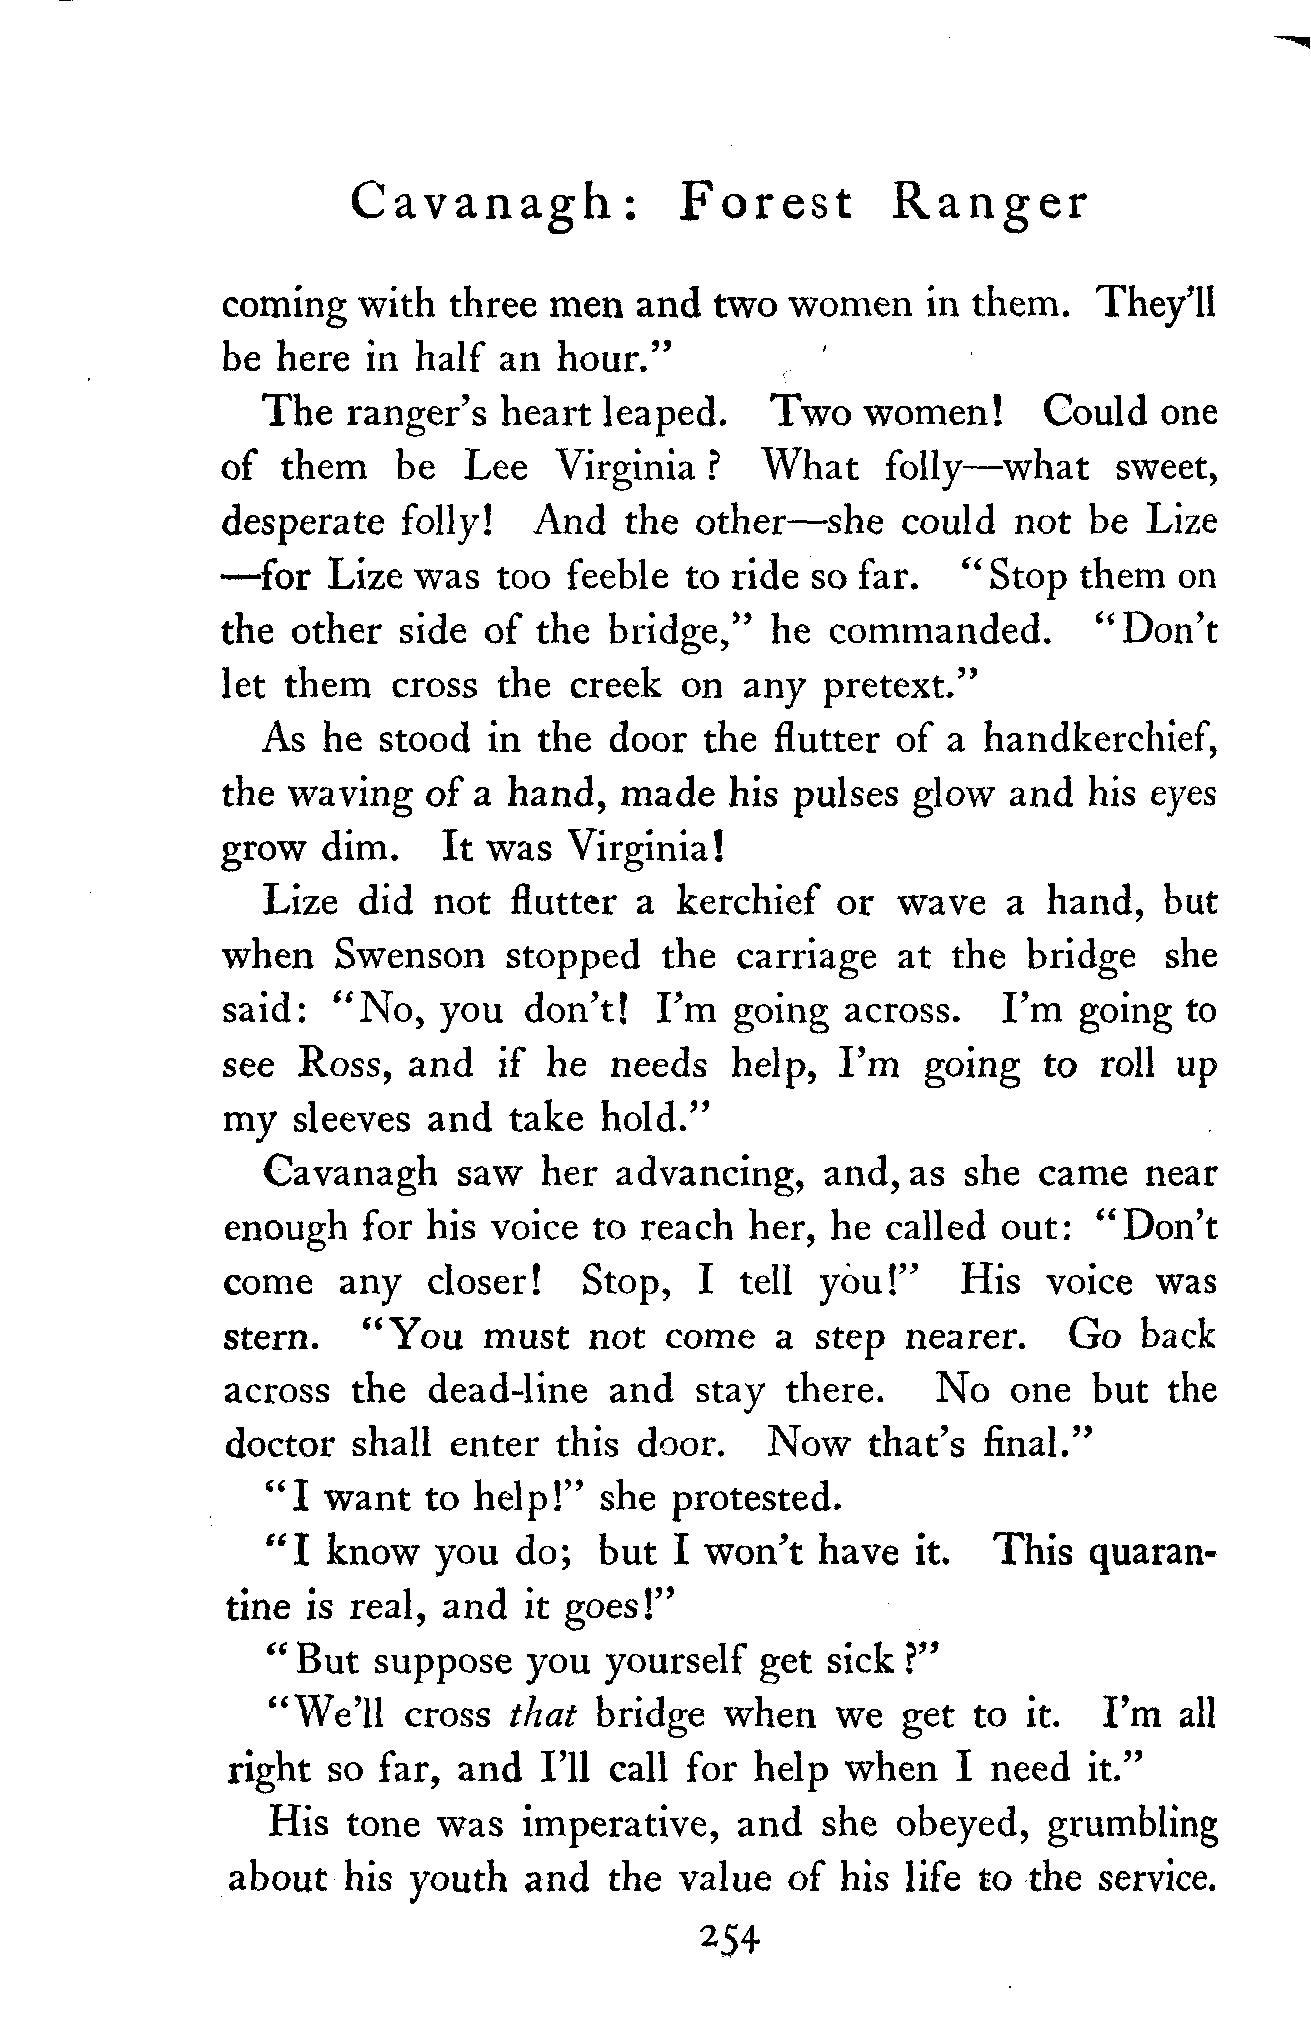 Cavanagh: Forest Ranger
coming with three men and two women in them. They'll
be here in half an hour."
The ranger's heart leaped. Two women! Could one
of them be Lee Virginia? What folly—what sweet,
desperate folly! And the other—she could not be Lize
—for Lize was too feeble to ride so far. "Stop them on
the other side of the bridge," he commanded. "Don't
let them cross the creek on any pretext."
As he stood in the door the flutter of a handkerchief,
the waving of a hand, made his pulses glow and his eyes
grow dim. It was Virginia!
Lize did not flutter a kerchief or wave a hand, but
when Swenson stopped the carriage at the bridge she
said: "No, you don't! I'm going across. I'm going to
see Ross, and if he needs help, I'm going to roll up
my sleeves and take hold."
Cavanagh saw her advancing, and, as she came near
enough for his voice to reach her, he called out: "Don't
come any closer! Stop, I tell you!" His voice was
stern. "You must not come a step nearer. Go back
across the dead-line and stay there. No one but the
doctor shall enter this door. Now that's final."
"I want to help!" she protested.
"I know you do; but I won't have it. This quaran-
tine is real, and it goes!"
"But suppose you yourself get sick?"
"We'll cross that bridge when we get to it. I'm all
right so far, and I'll call for help when I need it."
His tone was imperative, and she obeyed, grumbling
about his youth and the value of his life to the service.
254